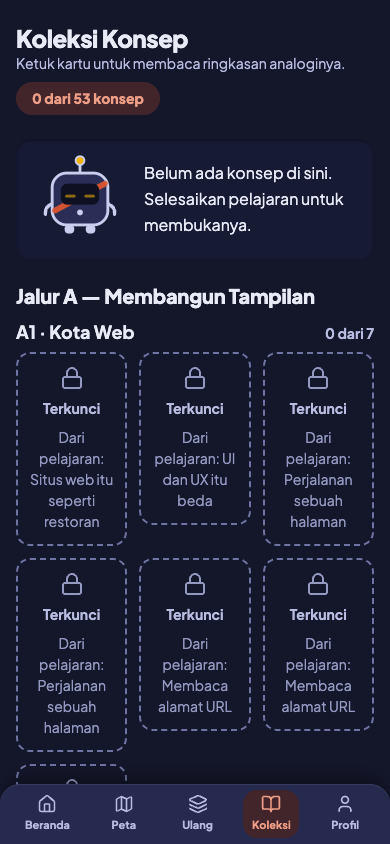 Koleksi Konsep
Ketuk kartu untuk membaca ringkasan analoginya.
0 dari 53 konsep
Belum ada konsep di sini.
Selesaikan pelajaran untuk
membukanya.
Jalur A — Membangun Tampilan
A1 · Kota Web
0 dari 7
Terkunci
Dari
pelajaran:
Situs web itu
seperti
restoran
Terkunci
Dari
pelajaran: UI
dan UX itu
beda
Terkunci
Dari
pelajaran:
Perjalanan
sebuah
halaman
Terkunci
Dari
pelajaran:
Perjalanan
sebuah
halaman
Terkunci
Dari
pelajaran:
Membaca
alamat URL
Terkunci
Dari
pelajaran:
Membaca
alamat URL
Beranda
Peta
Ulang
Koleksi
Profil